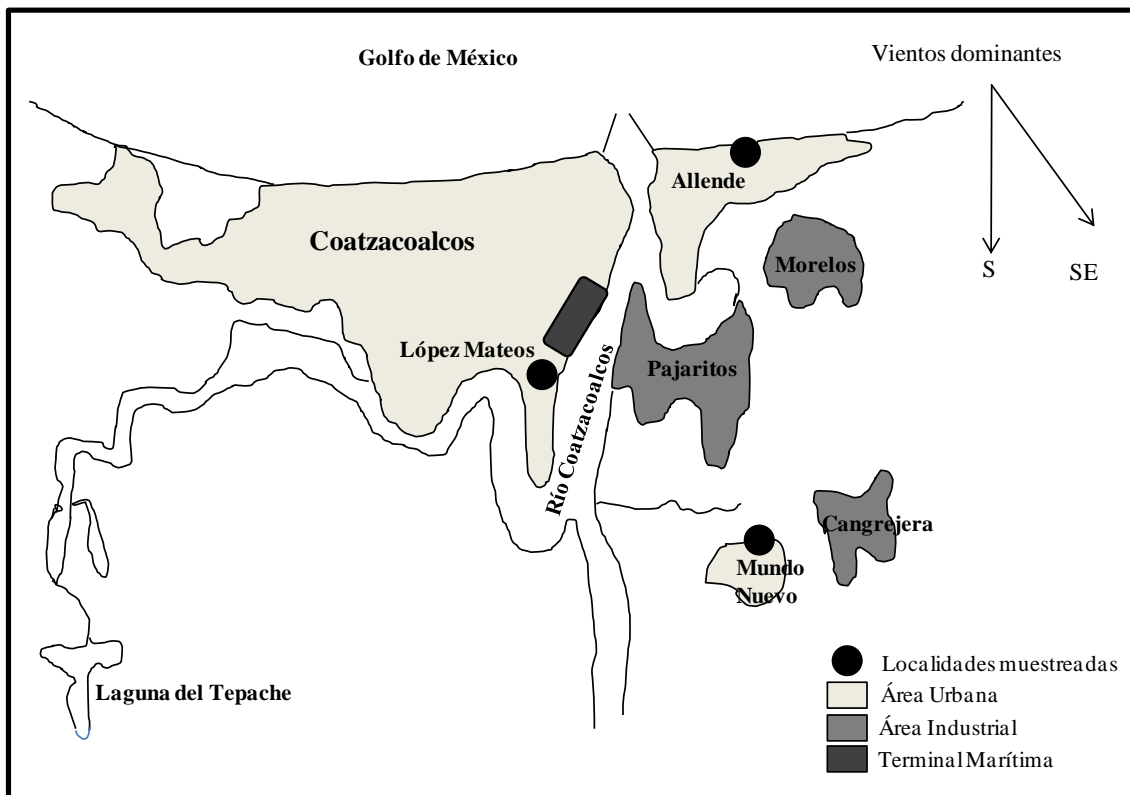 Golfo de México
Vientos dominantes
Allende
Coatzacoalcos
Morelos
S
SE
López Mateos
Pajaritos
Río Coatzacoalcos
Cangrejera
Mundo
Nuevo
Laguna del Tepache
Localidades muestreadas
Área Urbana
Área Industrial
Terminal Marítima